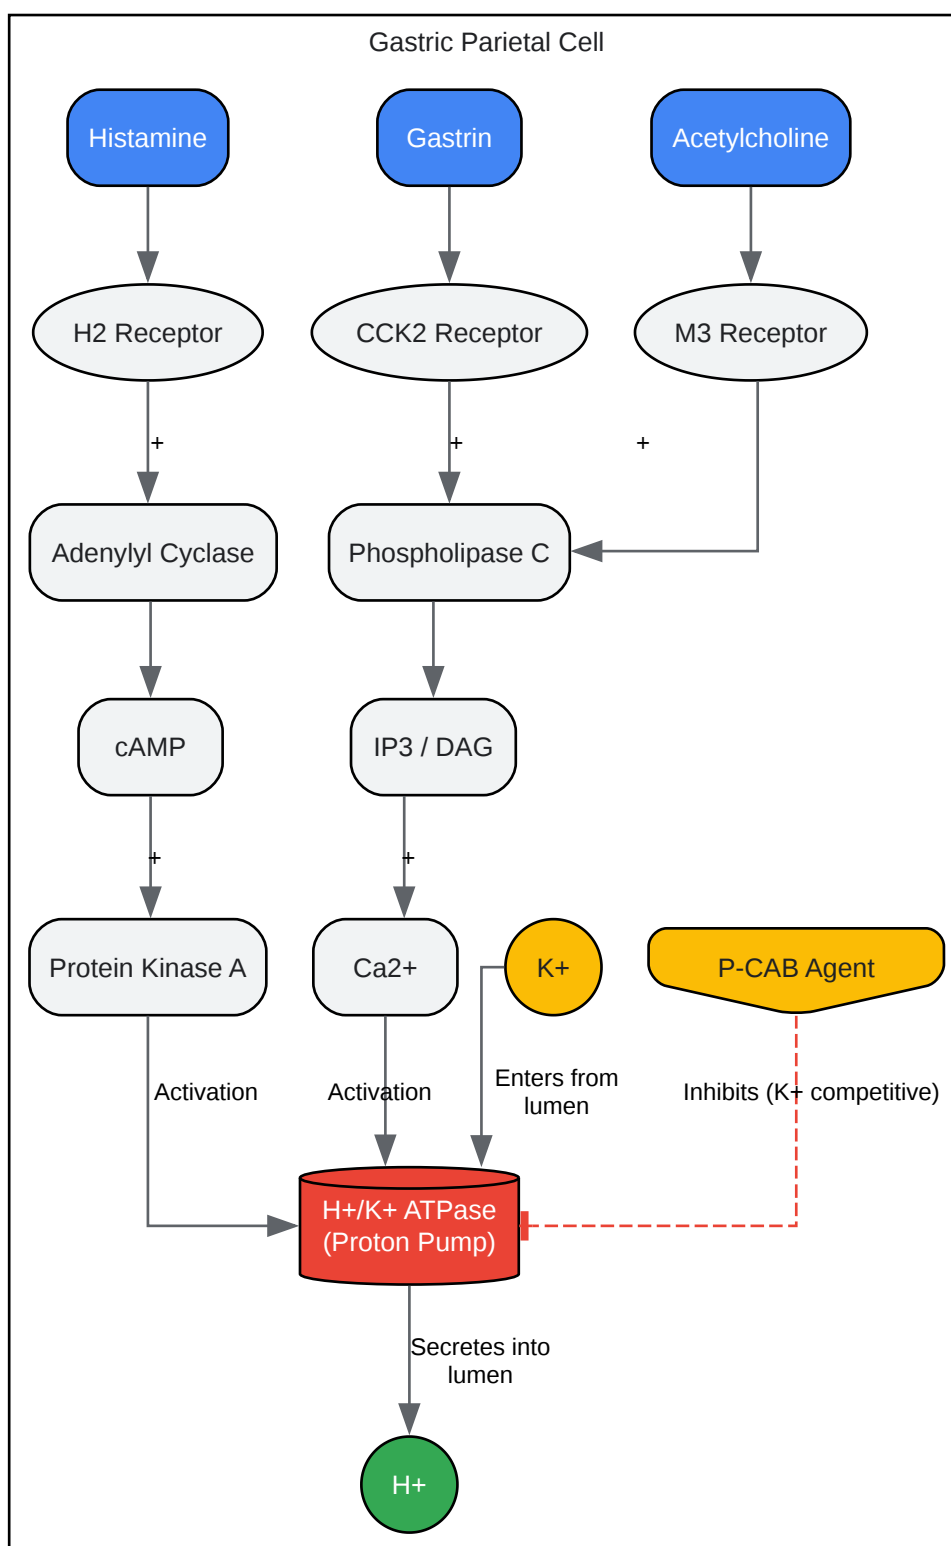 Gastric Parietal Cell
Histamine
Gastrin
Acetylcholine
H2 Receptor
CCK2 Receptor
M3 Receptor
+
+
+
Adenylyl Cyclase
Phospholipase C
cAMP
IP3 / DAG
+
+
Protein Kinase A
Ca2+
K+
P-CAB Agent
Activation
Activation
Enters from
lumen
Inhibits (K+ competitive)
H+/K+ ATPase
(Proton Pump)
Secretes into
lumen
H+